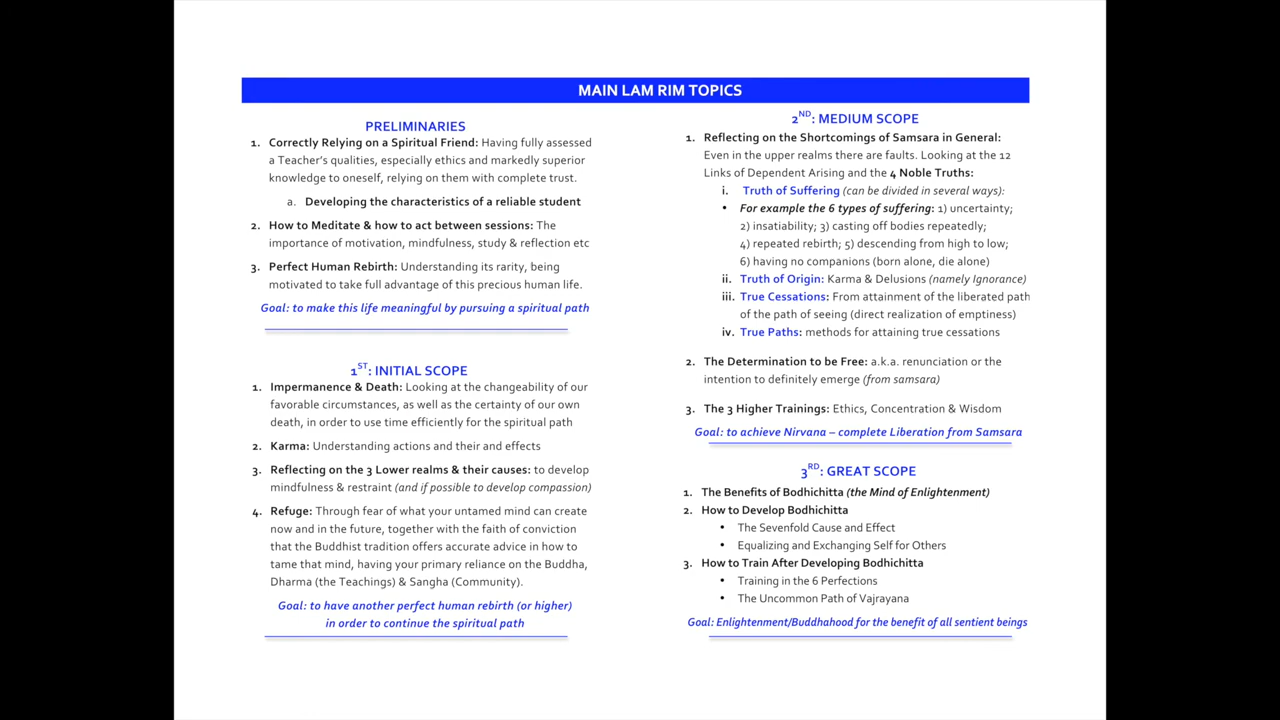 MAIN LAM RIM TOPICS
PRELIMINARIES
1. Correctly Relying on a Spiritual Friend: Having fully assessed
a Teacher's qualities, especially ethics and markedly superior
knowledge to oneself, relying on them with complete trust.
a. Developing the characteristics of a reliable student
2. How to Meditate & how to act between sessions: The
importance of motivation, mindfulness, study & reflection etc
3. Perfect Human Rebirth: Understanding its rarity, being
motivated to take full advantage of this precious human life.
Goal: to make this life meaningful by pursuing a spiritual path
1ST: INITIAL SCOPE
1. Impermanence & Death: Looking at the changeability of our
favorable circumstances, as well as the certainty of our own
death, in order to use time efficiently for the spiritual path
2. Karma: Understanding actions and their and effects
3. Reflecting on the 3 Lower realms & their causes: to develop
mindfulness & restraint (and if possible to develop compassion)
4. Refuge: Through fear of what your untamed mind can create
now and in the future, together with the faith of conviction
that the Buddhist tradition offers accurate advice in how to
tame that mind, having your primary reliance on the Buddha,
Dharma (the Teachings) & Sangha (Community).
Goal: to have another perfect human rebirth (or higher)
in order to continue the spiritual path
2ND: MEDIUM SCOPE
1. Reflecting on the Shortcomings of Samsara in General:
Even in the upper realms there are faults. Looking at the 12
Links of Dependent Arising and the 4 Noble Truths:
i. Truth of Suffering (can be divided in several ways):
• For example the 6 types of suffering: 1) uncertainty;
2) insatiability; 3) casting off bodies repeatedly;
4) repeated rebirth; 5) descending from high to low;
6) having no companions (born alone, die alone)
ii. Truth of Origin: Karma & Delusions (namely Ignorance)
iii. True Cessations: From attainment of the liberated path
of the path of seeing (direct realization of emptiness)
iv. True Paths: methods for attaining true cessations
2. The Determination to be Free: a.k.a. renunciation or the
intention to definitely emerge (from samsara)
3. The 3 Higher Trainings: Ethics, Concentration & Wisdom
Goal: to achieve Nirvana – complete Liberation from Samsara
3RD: GREAT SCOPE
1. The Benefits of Bodhichitta (the Mind of Enlightenment)
2. How to Develop Bodhichitta
• The Sevenfold Cause and Effect
• Equalizing and Exchanging Self for Others
3. How to Train After Developing Bodhichitta
• Training in the 6 Perfections
• The Uncommon Path of Vajrayana
Goal: Enlightenment/Buddhahood for the benefit of all sentient beings